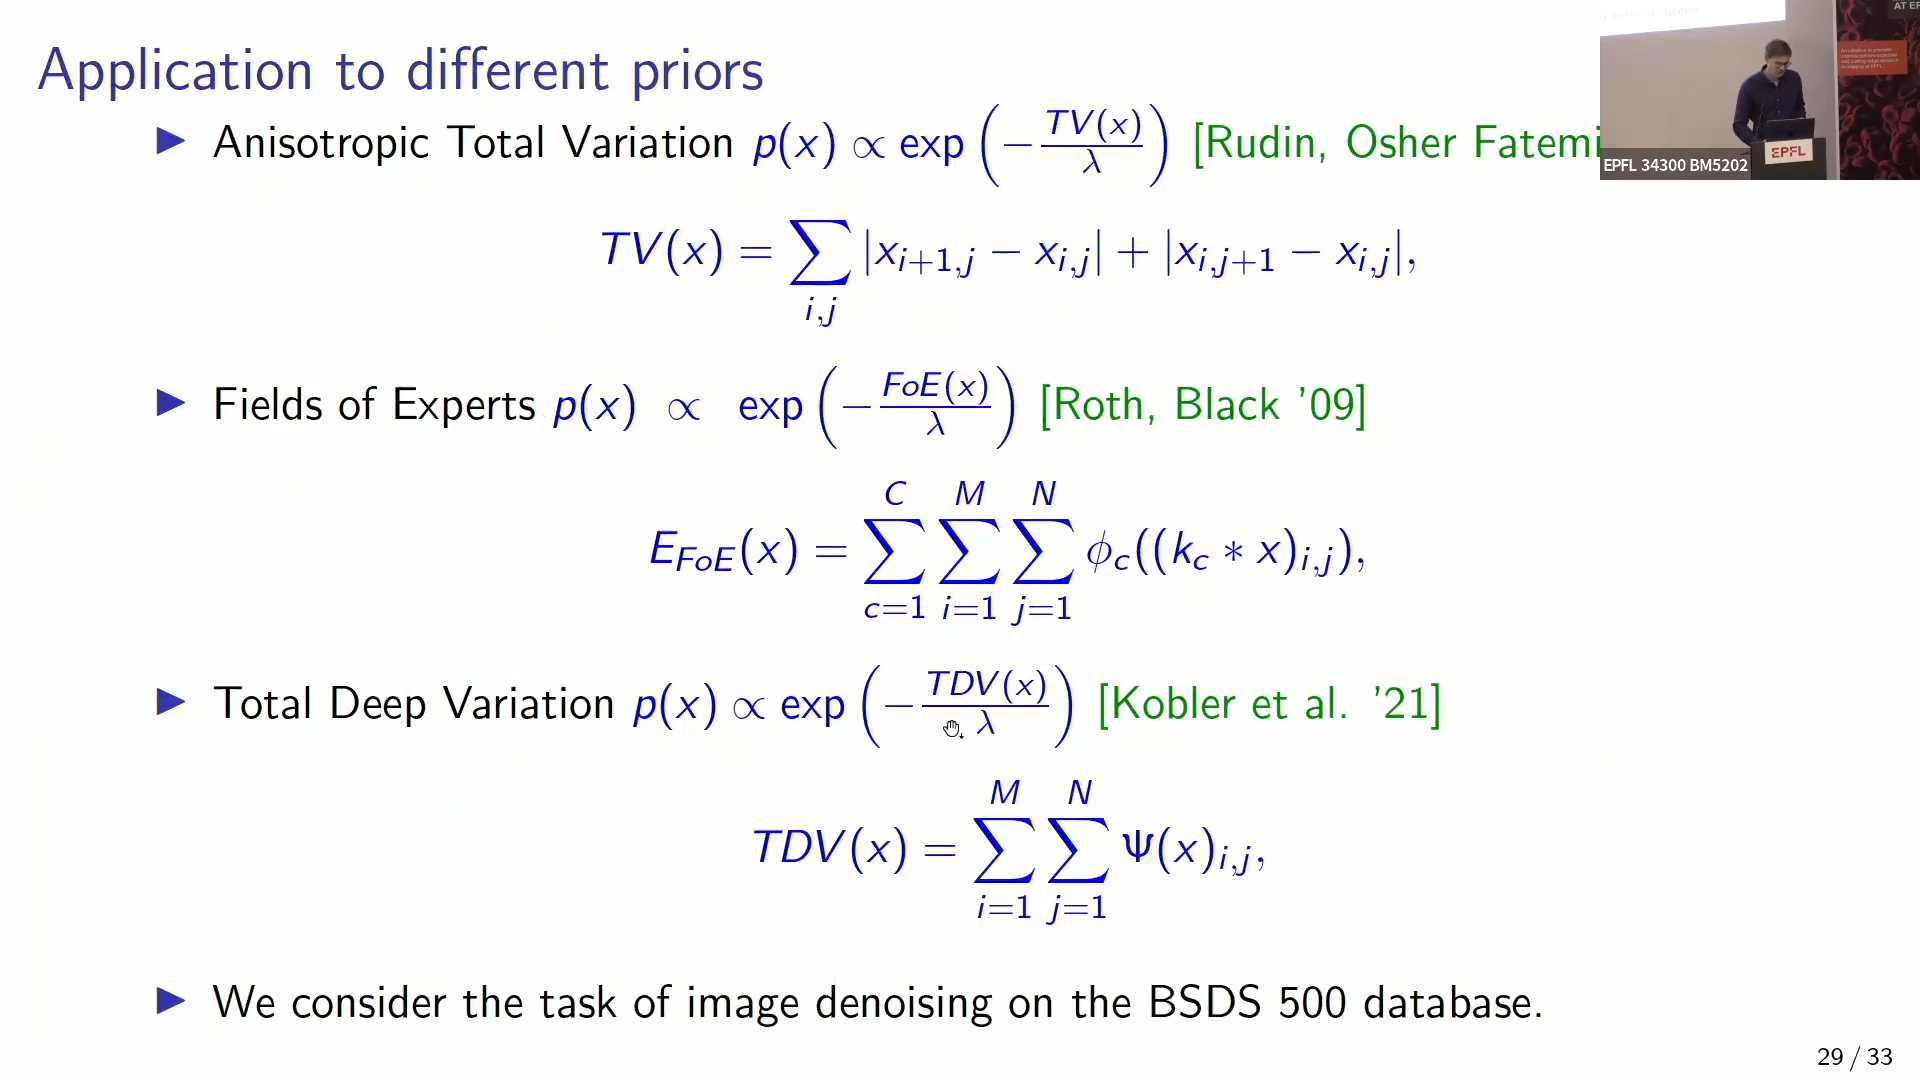 Application to different priors
▶ Anisotropic Total Variation p(x) ∝ exp(−TV(x)/λ) [Rudin, Osher Fatemi
TV(x) = ∑_{i,j} |x_{i+1,j} − x_{i,j}| + |x_{i,j+1} − x_{i,j}|,
▶ Fields of Experts p(x) ∝ exp(−FoE(x)/λ) [Roth, Black '09]
E_{FoE}(x) = ∑_{c=1}^{C} ∑_{i=1}^{M} ∑_{j=1}^{N} ϕ_c((k_c ∗ x)_{i,j}),
▶ Total Deep Variation p(x) ∝ exp(−TDV(x)/λ) [Kobler et al. '21]
TDV(x) = ∑_{i=1}^{M} ∑_{j=1}^{N} Ψ(x)_{i,j},
▶ We consider the task of image denoising on the BSDS 500 database.
29 / 33
AT EP
EPFL
EPFL 34300 BM5202